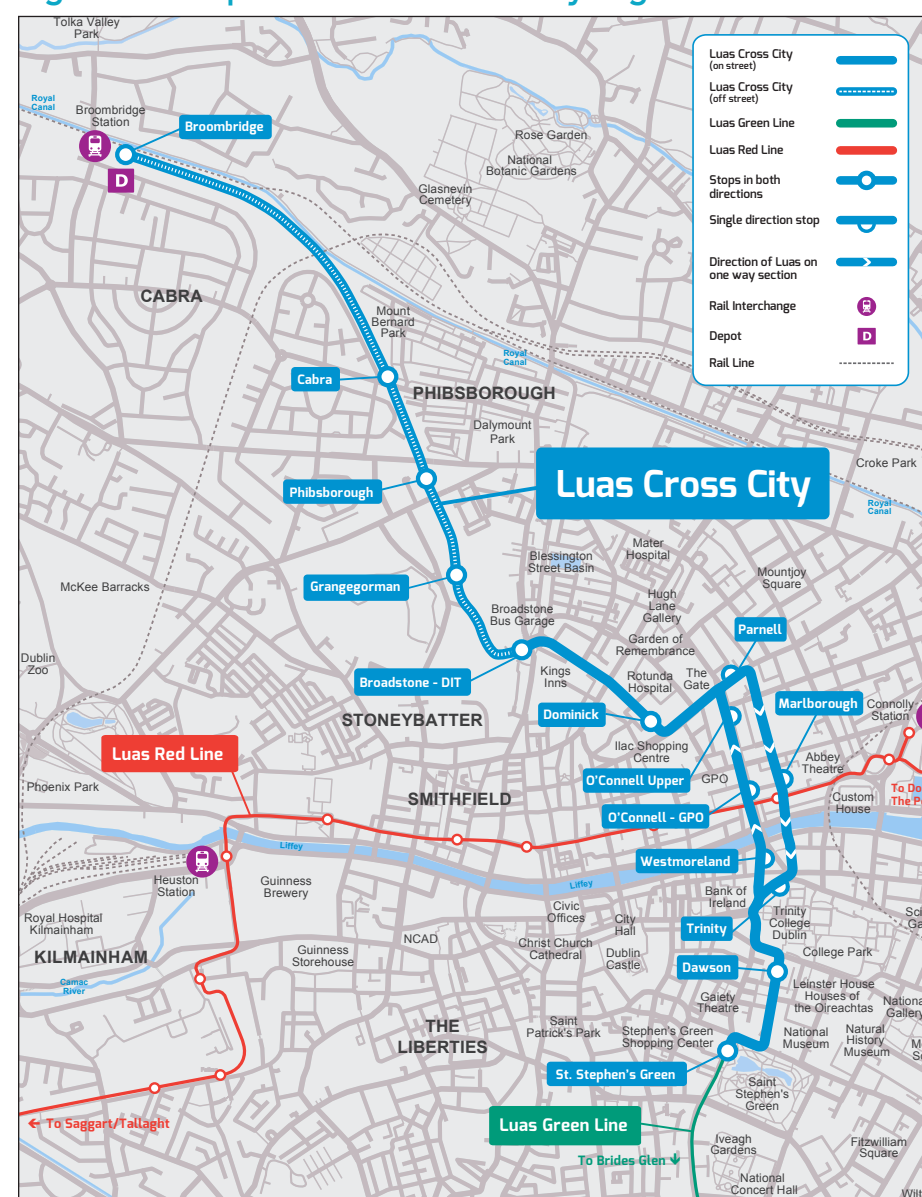 Tolka Valley
Park
Royal
Canal
Broombridge
Station
Broombridge
D
Rose Garden
National
Botanic Gardens
Glasnevin
Cemetery
Luas Cross City
(on street)
Luas Cross City
(off street)
Luas Green Line
Luas Red Line
Stops in both
directions
Single direction stop
Direction of Luas on
one way section
Rail Interchange
Depot
D
Rail Line
CABRA
Mount
Bernard
Park
Royal
Canal
Cabra
PHIBSBOROUGH
Dalymount
Park
Croke Park
Phibsborough
Luas Cross City
Royal
Canal
Mater
Hospital
Blessington
Street Basin
Mountjoy
Square
McKee Barracks
Grangegorman
Hugh
Lane
Gallery
Broadstone
Bus Garage
Parnell
Garden of
Remembrance
Dublin
Zoo
Broadstone - DIT
Kings
Inns
Rotunda
Hospital
The
Gate
Marlborough
Connolly
Station
STONEYBATTER
Dominick
Luas Red Line
Ilac Shopping
Centre
Abbey
Theatre
O'Connell Upper
GPO
Phoenix Park
SMITHFIELD
Custom
House
To Do
The P
O'Connell - GPO
Liffey
Westmoreland
Heuston
Station
Guinness
Brewery
Liffey
Bank of
Ireland
Civic
Offices
City
Hall
Trinity
College
Dublin
Royal Hospital
Kilmainham
Trinity
KILMAINHAM
NCAD
Christ Church
Cathedral
Dublin
Castle
College Park
Guinness
Storehouse
Dawson
Camac
River
Leinster House
Houses of
the Oireachtas
Gaiety
Theatre
National
Gallery
THE
LIBERTIES
Saint
Patrick's Park
Stephen's Green
Shopping Center
National
Museum
Natural
History
Museum
St. Stephen's Green
Saint
Stephen's
Green
← To Saggart/Tallaght
Luas Green Line
Iveagh
Gardens
Fitzwilliam
Square
To Brides Glen ↓
National
Concert Hall